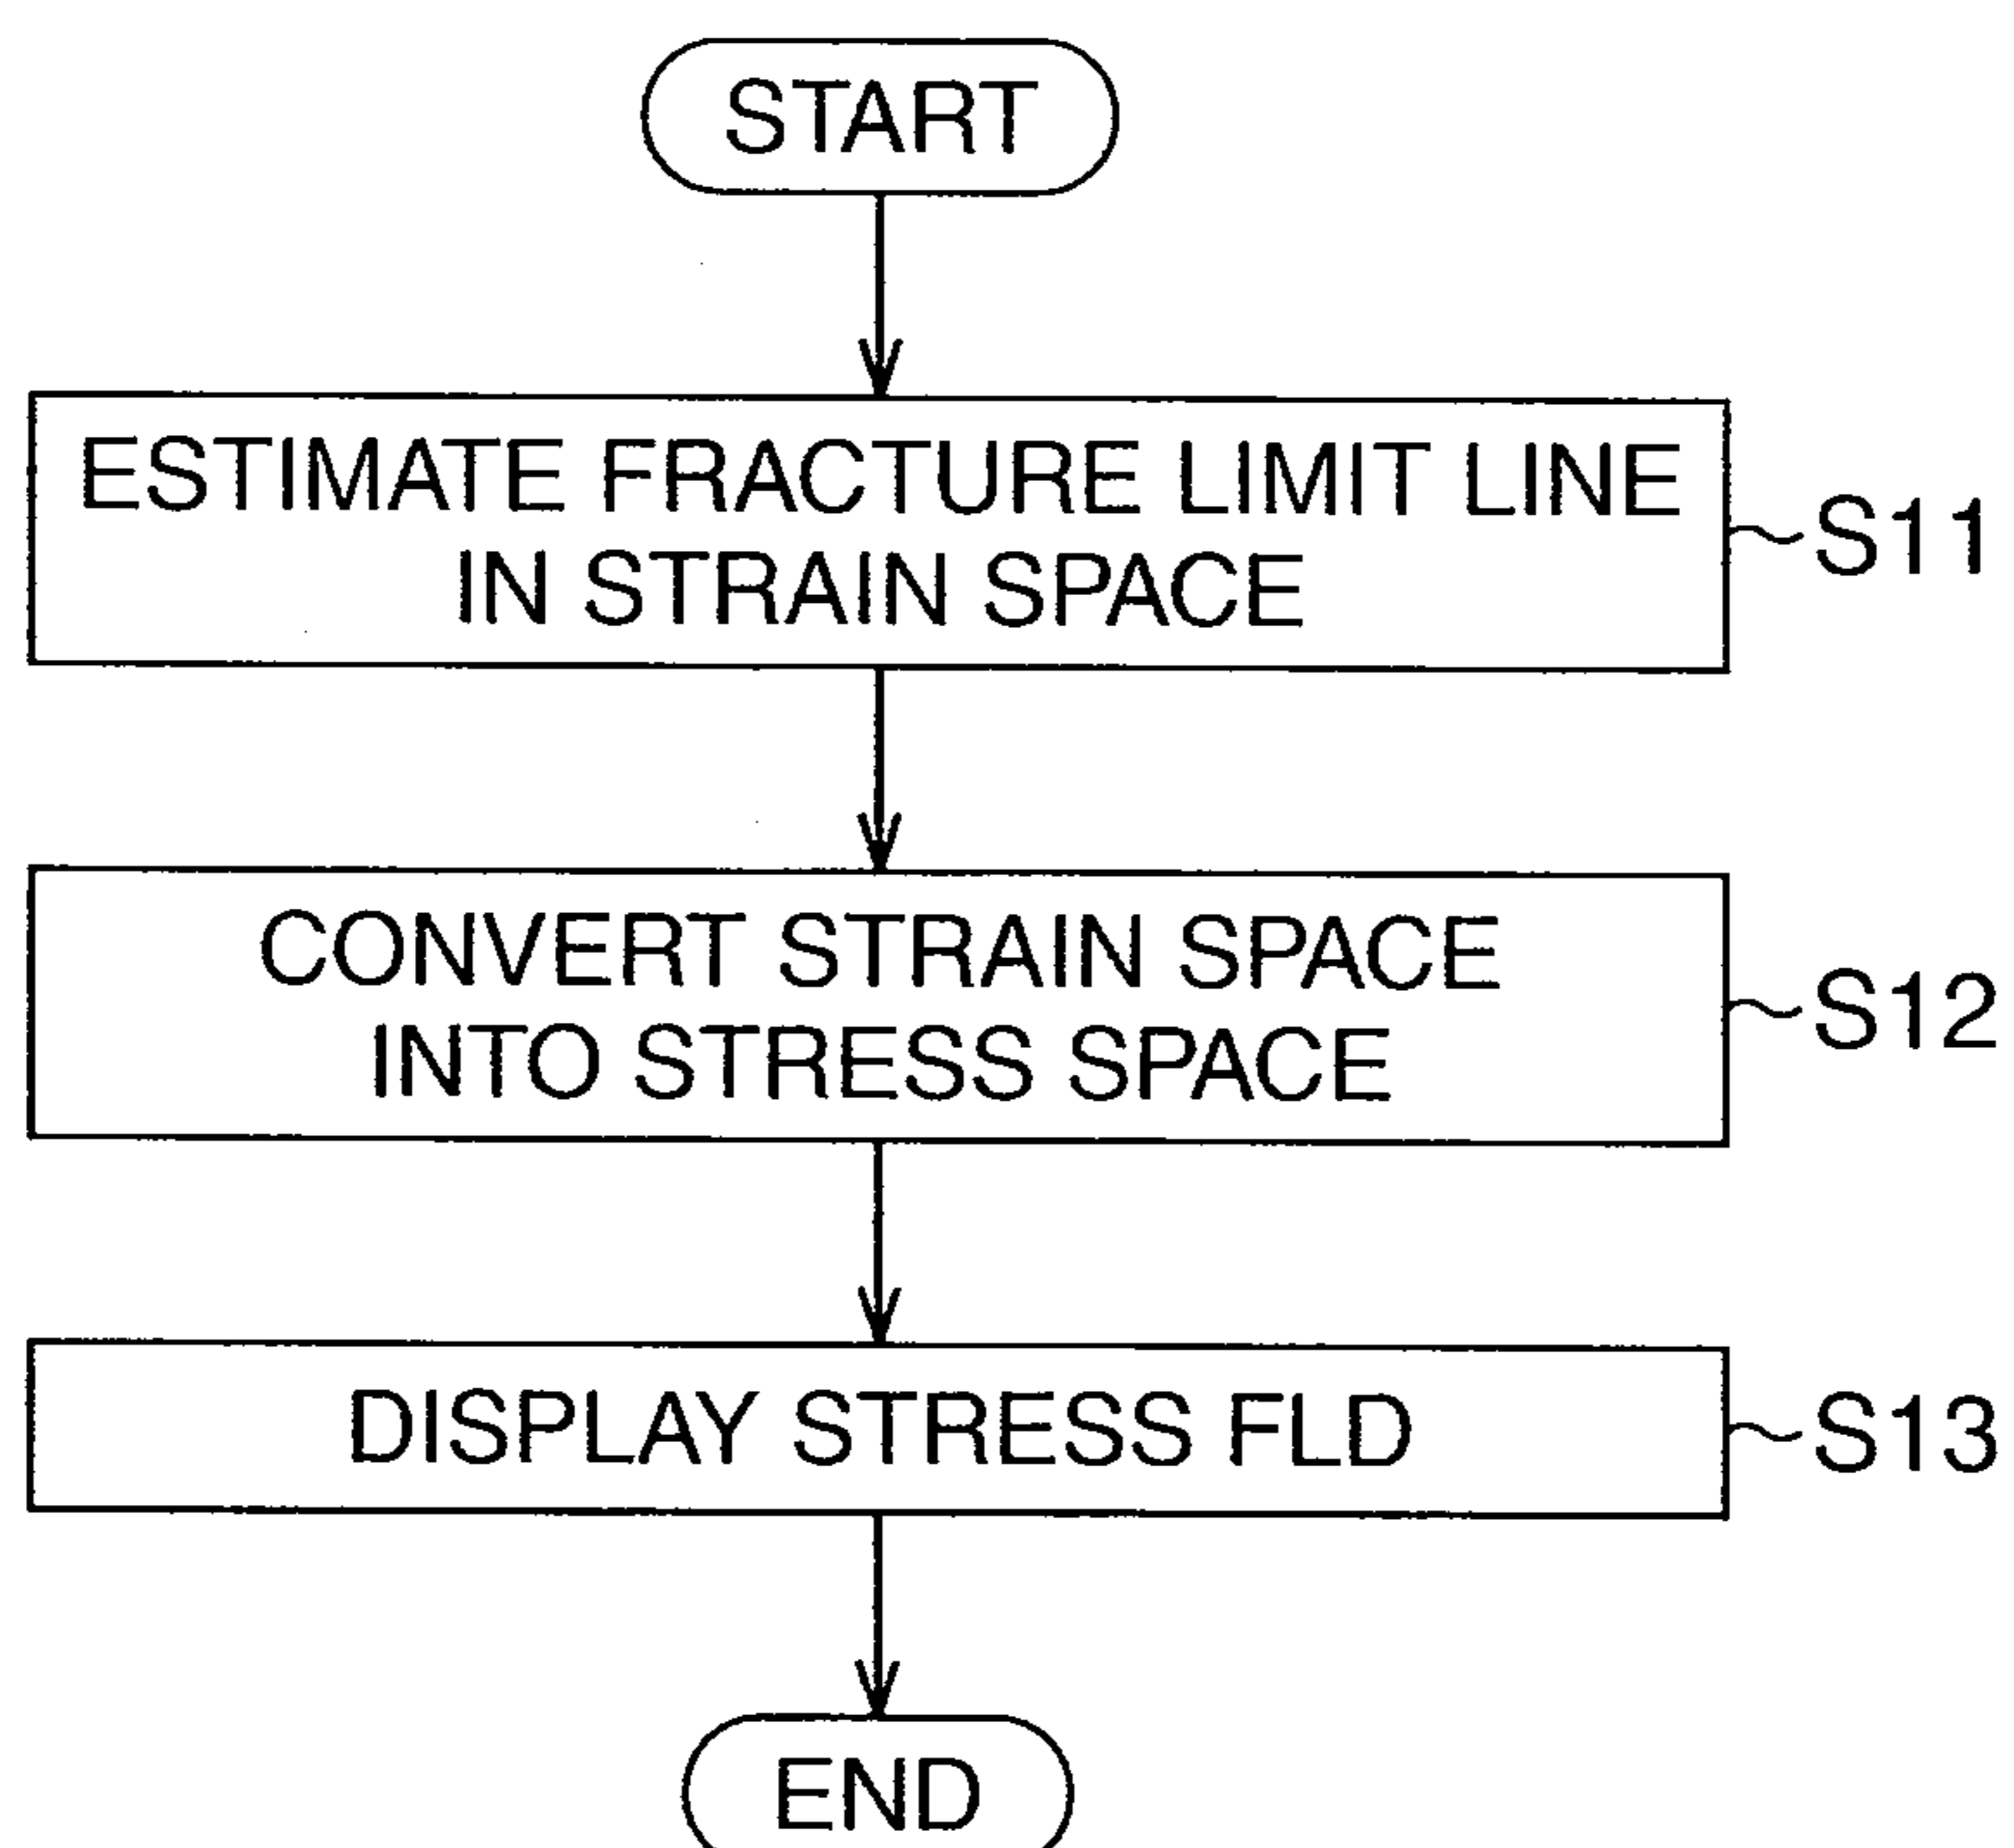 START
ESTIMATE FRACTURE LIMIT LINE
IN STRAIN SPACE
S11
CONVERT STRAIN SPACE
INTO STRESS SPACE
S12
DISPLAY STRESS FLD
S13
END